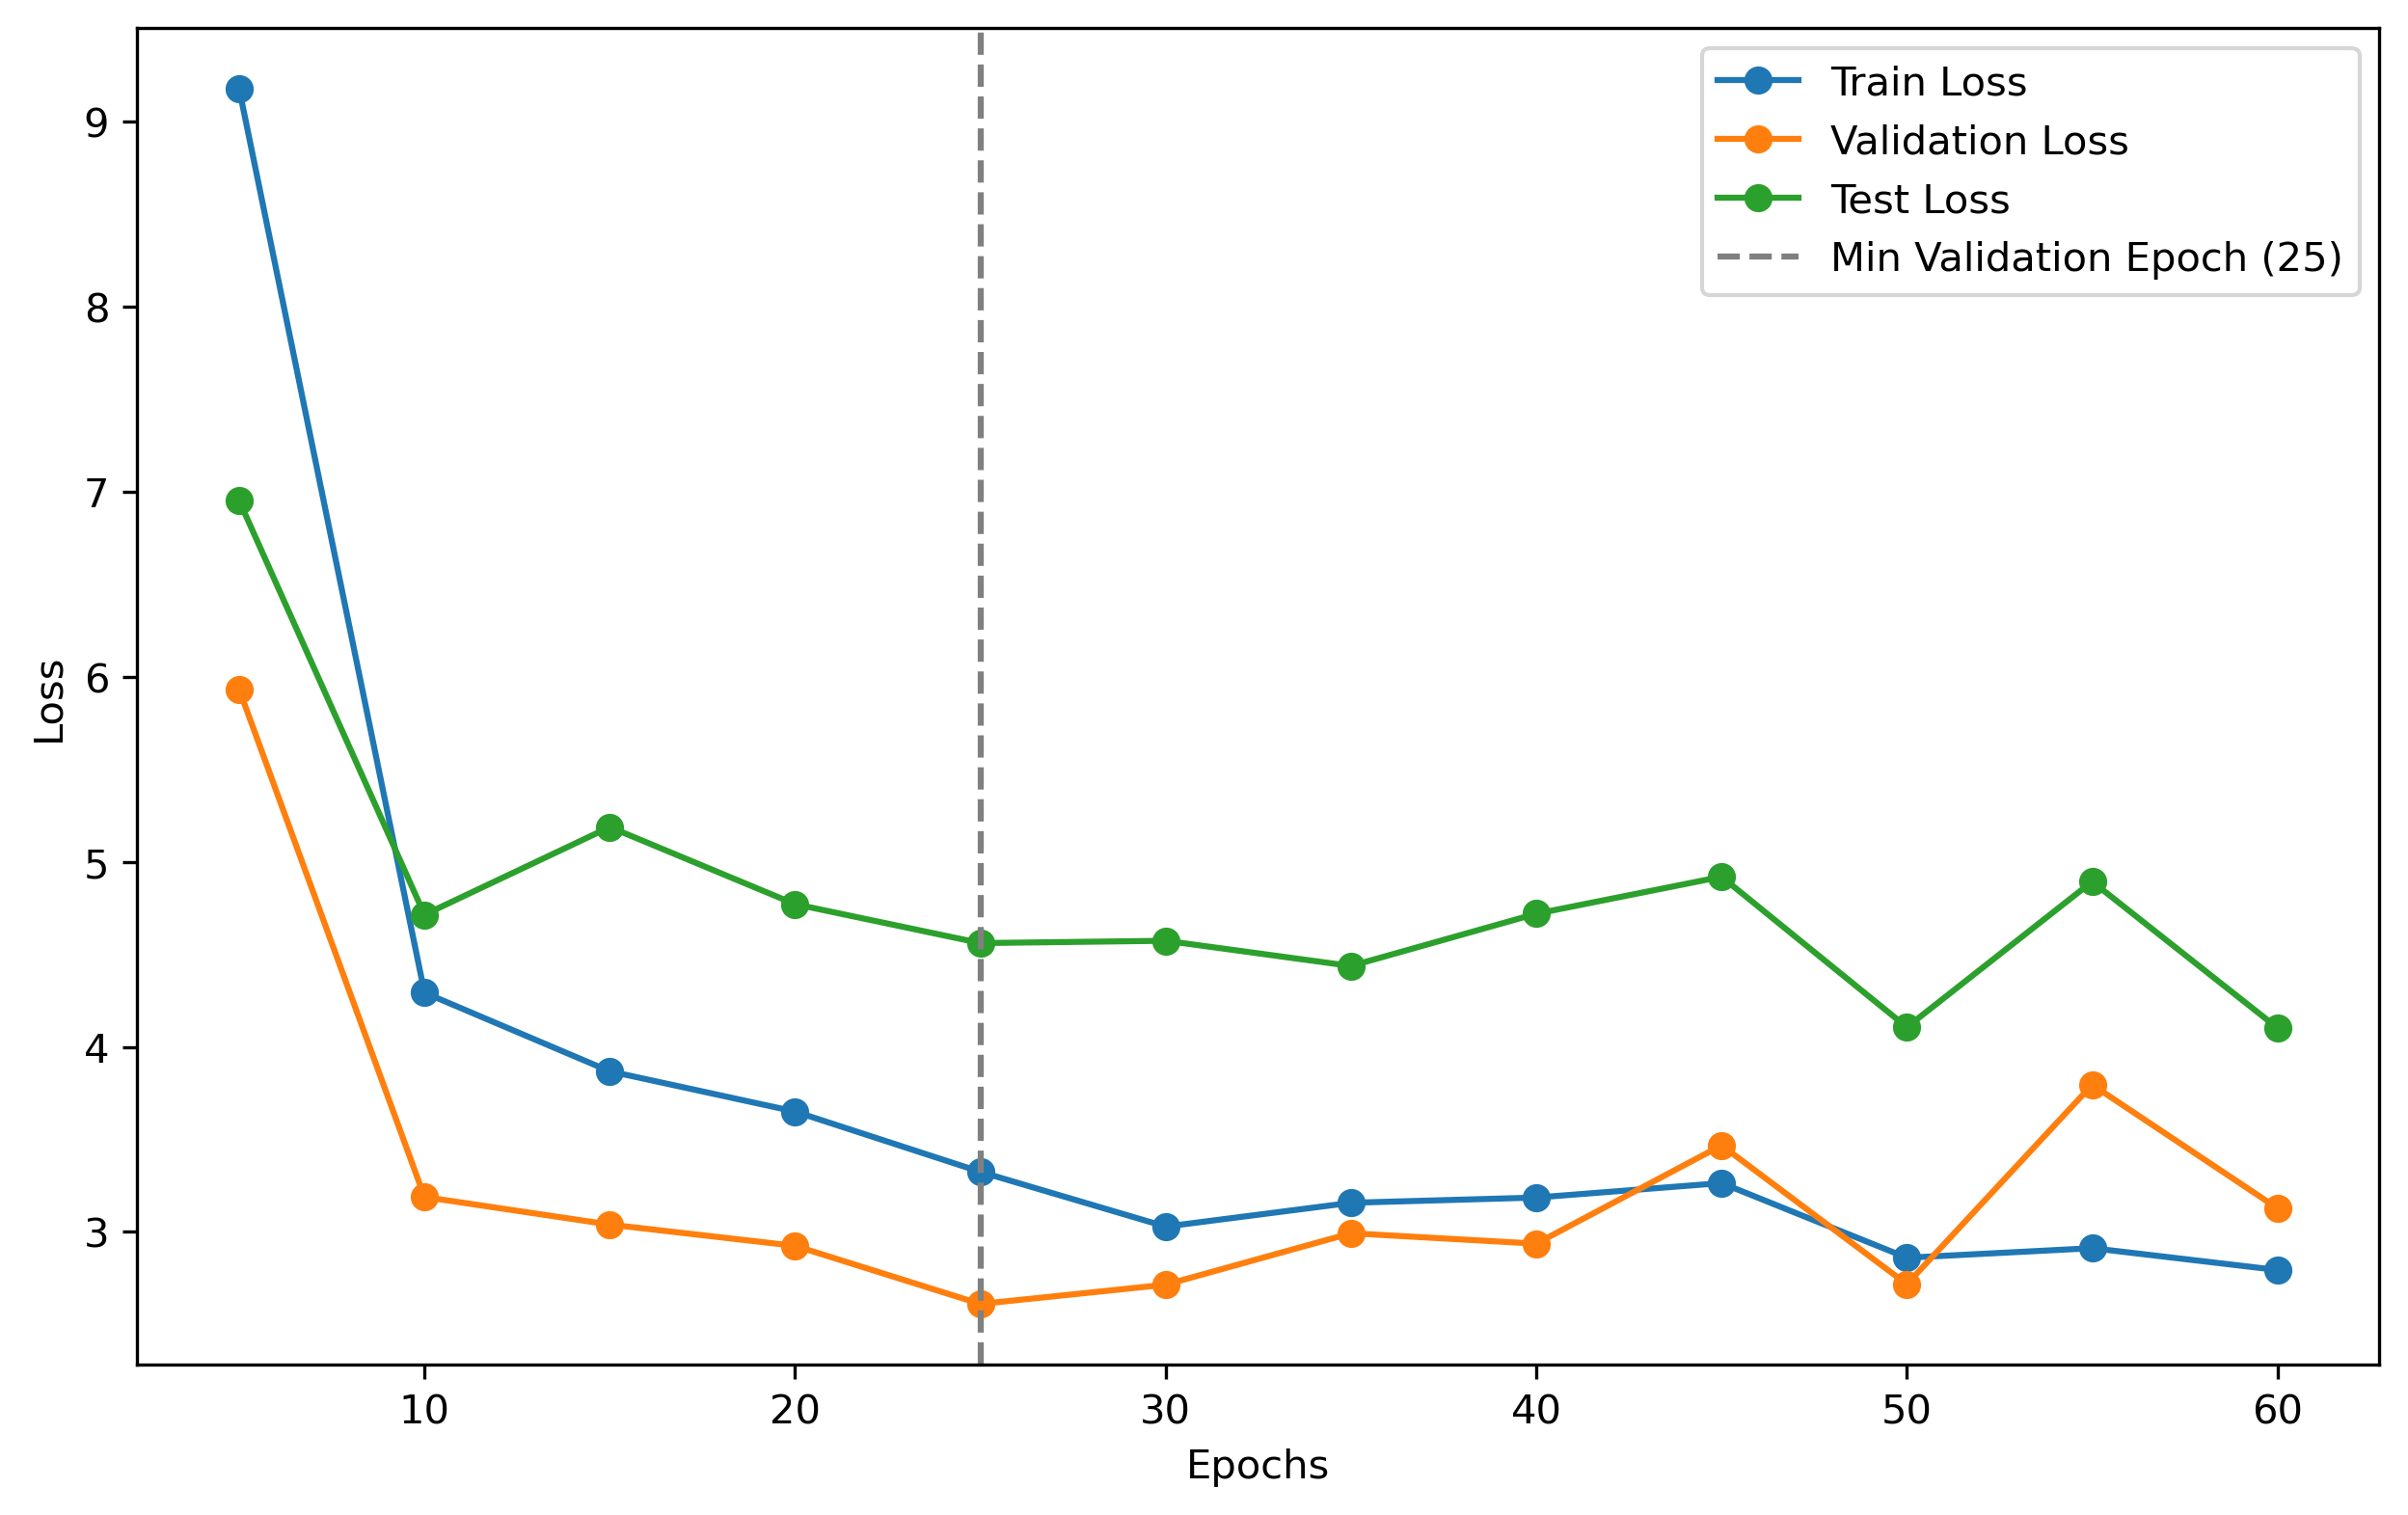 Train Loss
Validation Loss
Test Loss
Min Validation Epoch (25)
9
8
7
6
5
4
3
Loss
10 20 30 40 50 60
Epochs